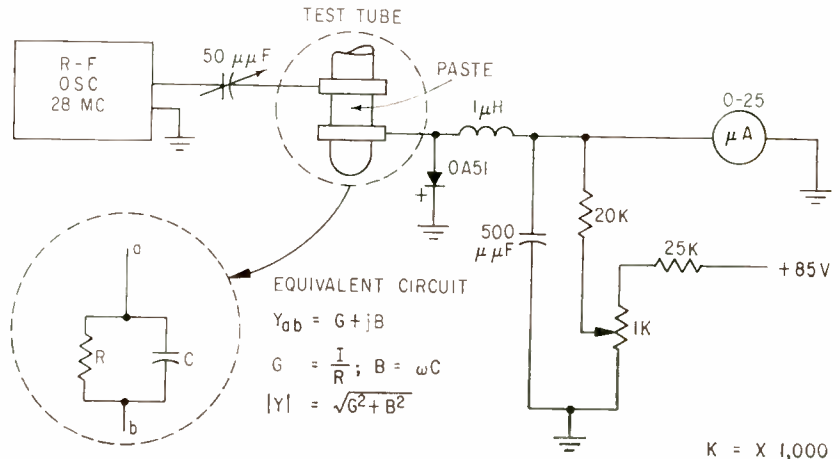 TEST TUBE
R-F
OSC
28 MC
50 μμF
PASTE
1μH
0-25
μA
0A51
+
20K
500
μμF
25K
+85V
1K
a
R
C
b
EQUIVALENT CIRCUIT
Yab = G+jB
G = I/R ; B = ωC
|Y| = √G²+B²
K = X 1,000